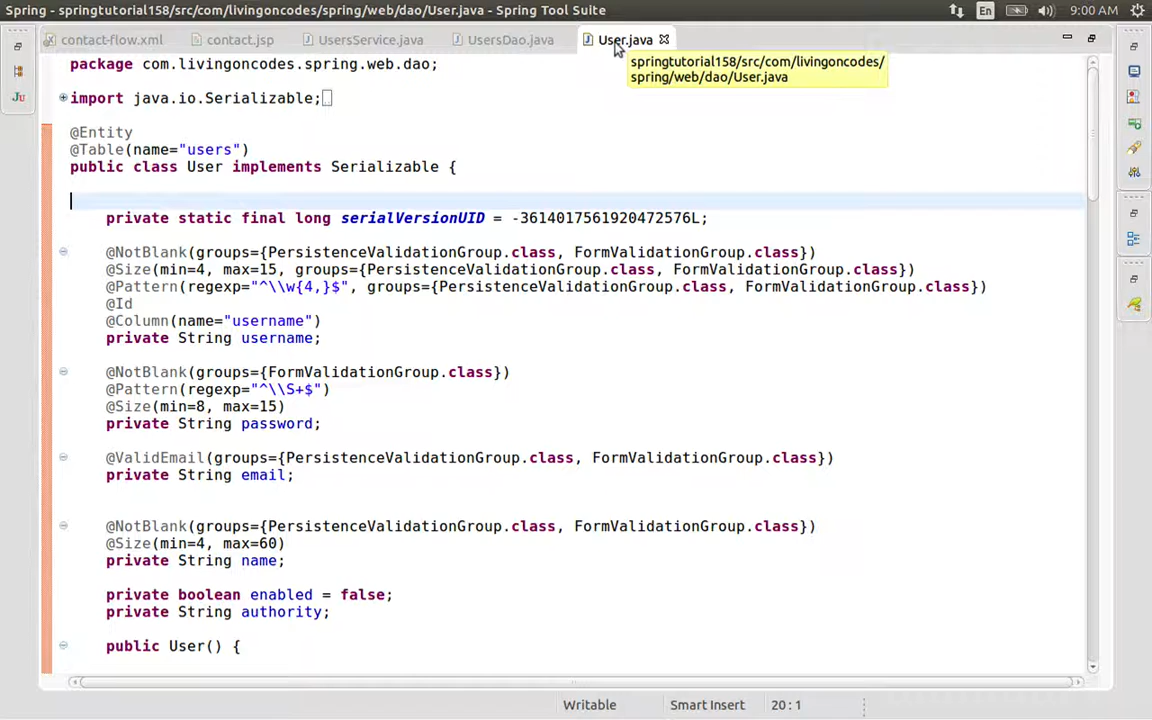 Spring - springtutorial158/src/com/livingoncodes/spring/web/dao/User.java - Spring Tool Suite
En
9:00 AM
contact-flow.xml
contact.jsp
UsersService.java
UsersDao.java
User.java
springtutorial158/src/com/livingoncodes/
spring/web/dao/User.java
package com.livingoncodes.spring.web.dao;
import java.io.Serializable;
@Entity
@Table(name="users")
public class User implements Serializable {
private static final long serialVersionUID = -3614017561920472576L;
@NotBlank(groups={PersistenceValidationGroup.class, FormValidationGroup.class})
@Size(min=4, max=15, groups={PersistenceValidationGroup.class, FormValidationGroup.class})
@Pattern(regexp="^\\w{4,}$", groups={PersistenceValidationGroup.class, FormValidationGroup.class})
@Id
@Column(name="username")
private String username;
@NotBlank(groups={FormValidationGroup.class})
@Pattern(regexp="^\\S+$")
@Size(min=8, max=15)
private String password;
@ValidEmail(groups={PersistenceValidationGroup.class, FormValidationGroup.class})
private String email;
@NotBlank(groups={PersistenceValidationGroup.class, FormValidationGroup.class})
@Size(min=4, max=60)
private String name;
private boolean enabled = false;
private String authority;
public User() {
Writable
Smart Insert
20 : 1